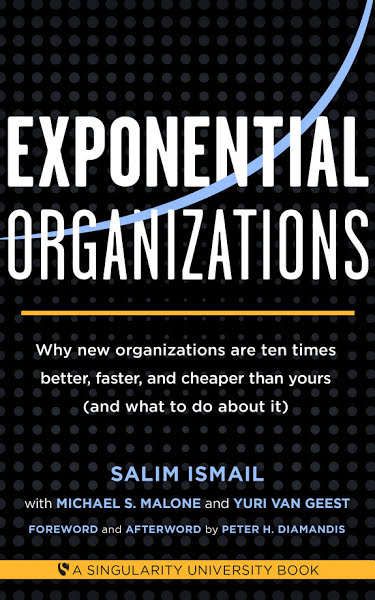 EXPONENTIAL
ORGANIZATIONS
Why new organizations are ten times
better, faster, and cheaper than yours
(and what to do about it)
SALIM ISMAIL
with MICHAEL S. MALONE and YURI VAN GEEST
FOREWORD and AFTERWORD by PETER H. DIAMANDIS
A SINGULARITY UNIVERSITY BOOK